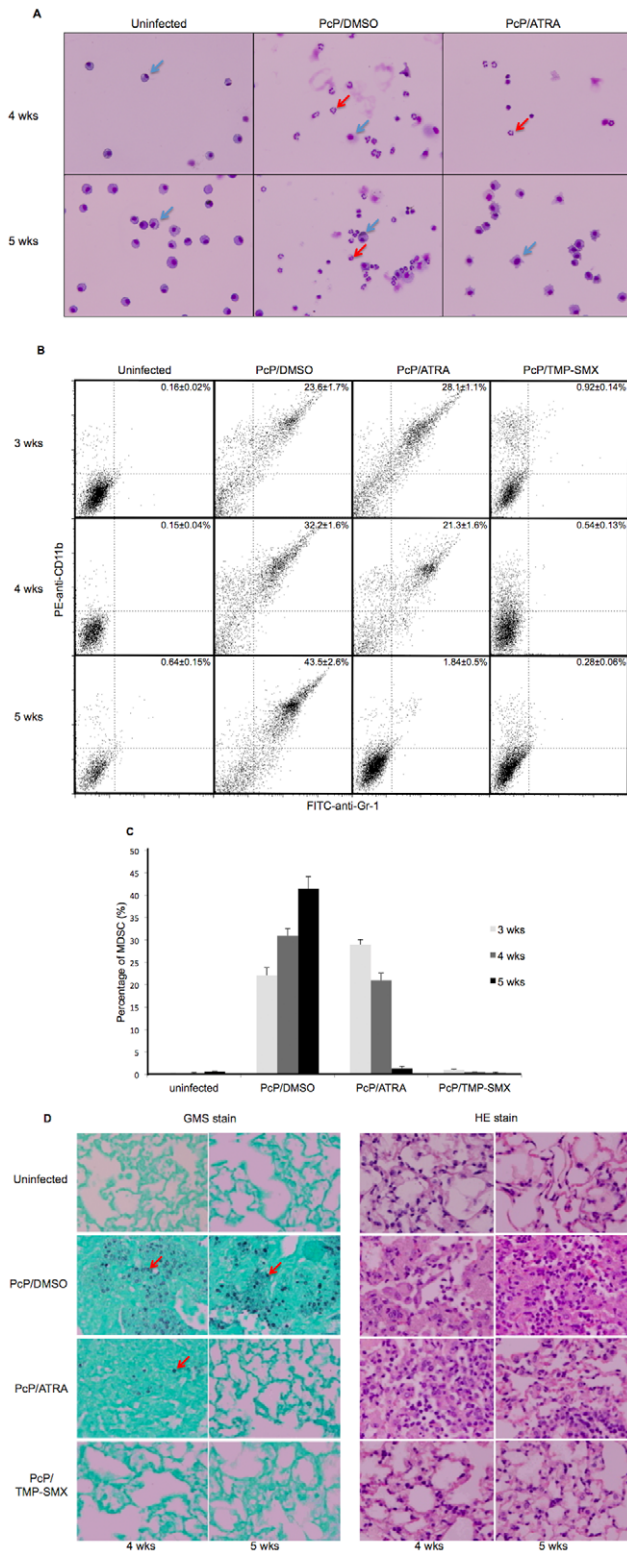 A
Uninfected PcP/DMSO PcP/ATRA
4 wks
5 wks
B
Uninfected PcP/DMSO PcP/ATRA PcP/TMP-SMX
0.16±0.02% 23.6±1.7% 28.1±1.1% 0.92±0.14%
3 wks
0.15±0.04% 32.2±1.6% 21.3±1.6% 0.54±0.13%
4 wks
PE-anti-CD11b
0.64±0.15% 43.5±2.6% 1.84±0.5% 0.28±0.06%
5 wks
FITC-anti-Gr-1
C
Percentage of MDSC (%)
50
45
40
35
30
25
20
15
10
5
0
3 wks
4 wks
5 wks
uninfected PcP/DMSO PcP/ATRA PcP/TMP-SMX
D
GMS stain HE stain
Uninfected
PcP/DMSO
PcP/ATRA
PcP/
TMP-SMX
4 wks 5 wks 4 wks 5 wks